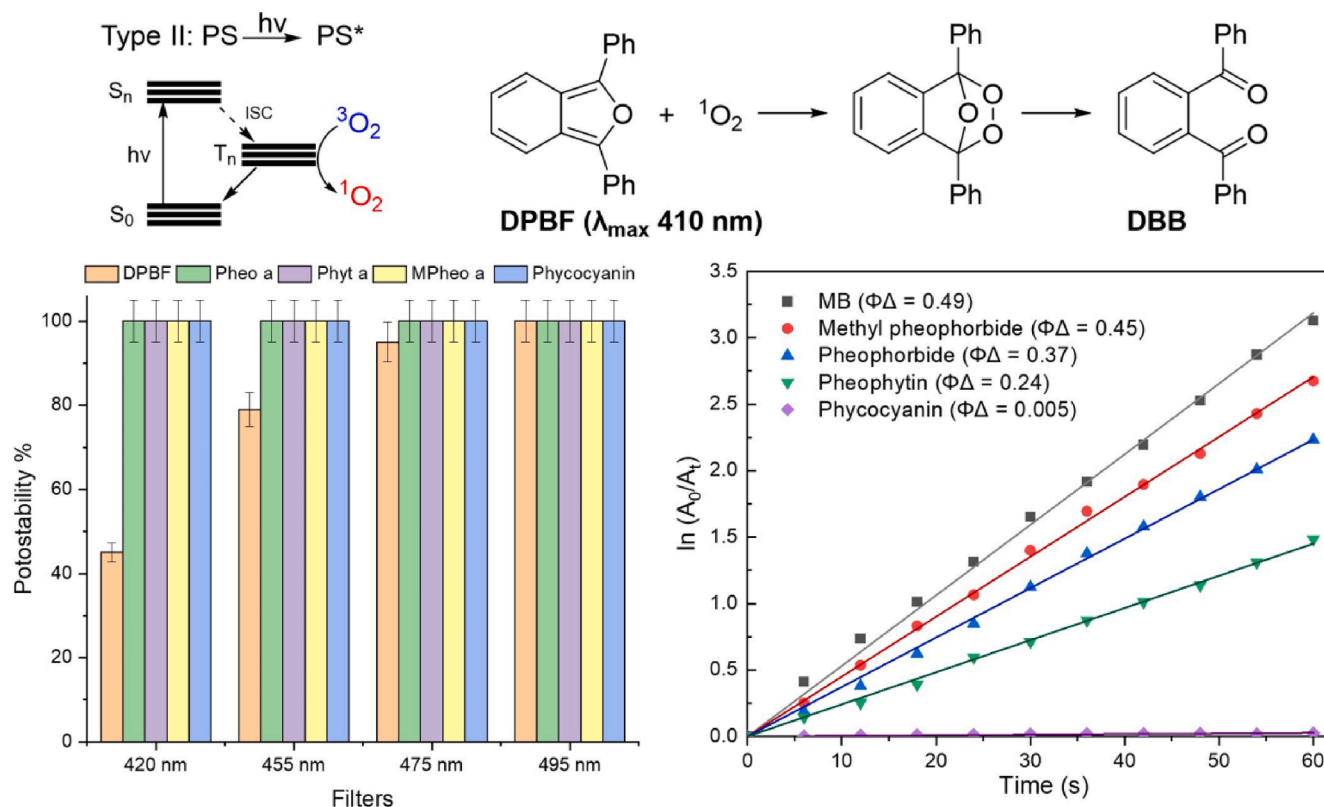 Type II: PS hν PS*
Sn
ISC
³O₂
hν
Tn
¹O₂
S₀
Ph
O
Ph
+ ¹O₂
Ph
O
O
O
Ph
Ph
O
O
Ph
DPBF (λmax 410 nm)
DBB
DPBF Pheo a Phyt a MPheo a Phycocyanin
Potostability %
100
80
60
40
20
0
420 nm 455 nm 475 nm 495 nm
Filters
ln (A₀/At)
3.5
3.0
2.5
2.0
1.5
1.0
0.5
0.0
MB (ΦΔ = 0.49)
Methyl pheophorbide (ΦΔ = 0.45)
Pheophorbide (ΦΔ = 0.37)
Pheophytin (ΦΔ = 0.24)
Phycocyanin (ΦΔ = 0.005)
0 10 20 30 40 50 60
Time (s)